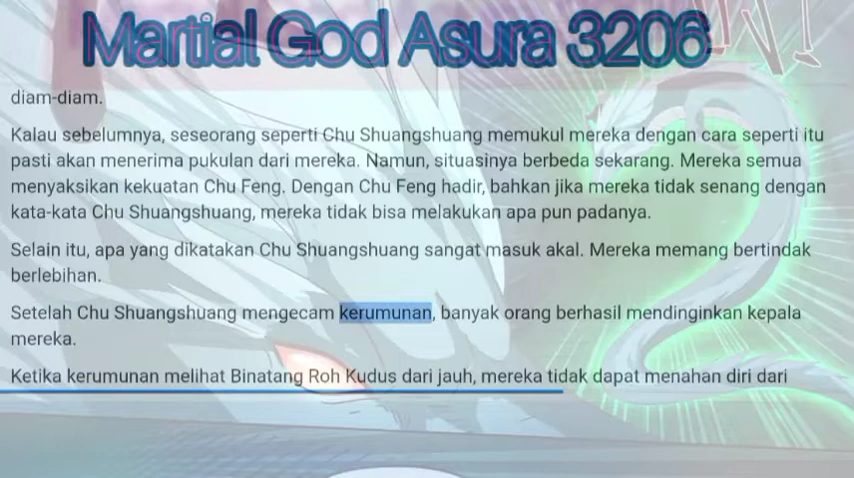 Martial God Asura 3206
diam-diam.
Kalau sebelumnya, seseorang seperti Chu Shuangshuang memukul mereka dengan cara seperti itu
pasti akan menerima pukulan dari mereka. Namun, situasinya berbeda sekarang. Mereka semua
menyaksikan kekuatan Chu Feng. Dengan Chu Feng hadir, bahkan jika mereka tidak senang dengan
kata-kata Chu Shuangshuang, mereka tidak bisa melakukan apa pun padanya.
Selain itu, apa yang dikatakan Chu Shuangshuang sangat masuk akal. Mereka memang bertindak
berlebihan.
Setelah Chu Shuangshuang mengecam kerumunan, banyak orang berhasil mendinginkan kepala
mereka.
Ketika kerumunan melihat Binatang Roh Kudus dari jauh, mereka tidak dapat menahan diri dari